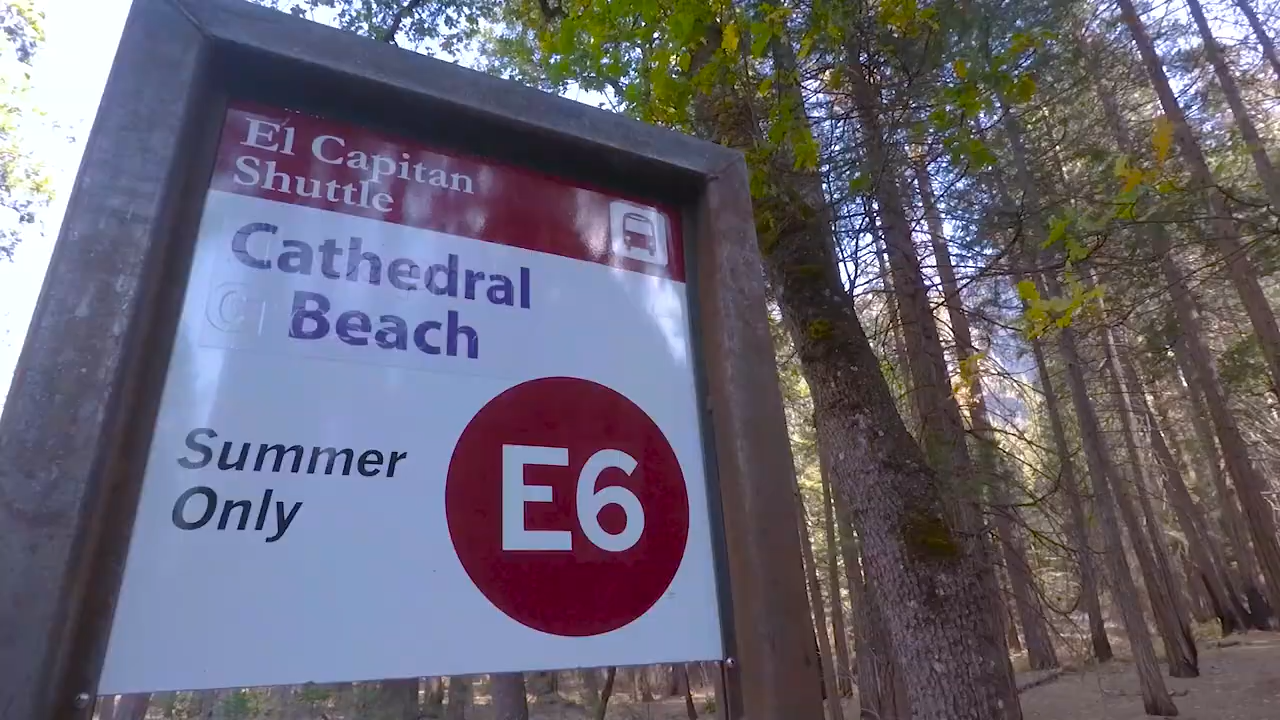 El Capitan
Shuttle
Cathedral
Beach
Summer
Only
E6